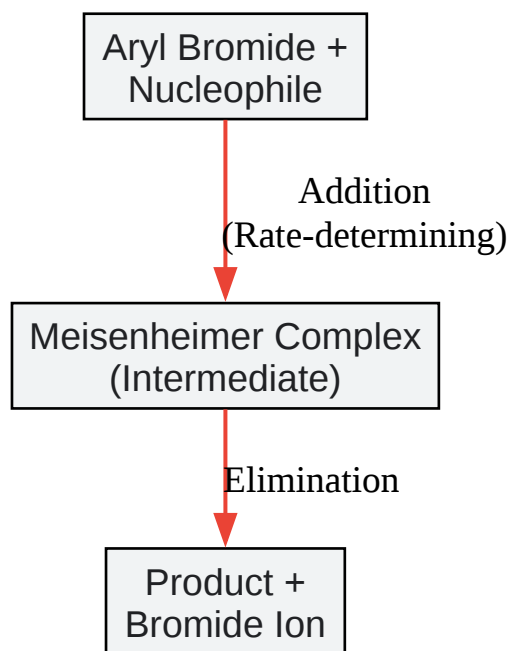 Aryl Bromide +
Nucleophile
Addition
(Rate-determining)
Meisenheimer Complex
(Intermediate)
Elimination
Product +
Bromide Ion